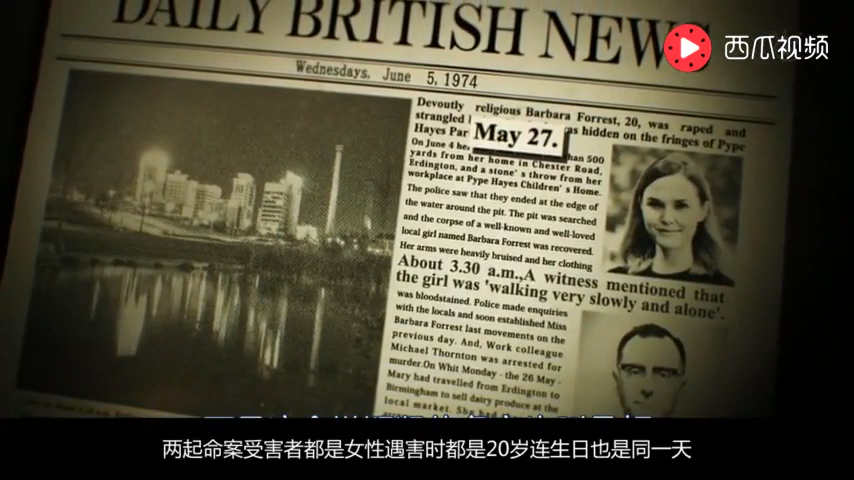 DAILY BRITISH NEWS
西瓜视频
Wednesdays, June 5, 1974
Devoutly religious Barbara Forrest, 20, was raped and
strangled
as hidden on the fringes of Pype
Hayes Par
May 27.
On June 4 he
han 500
yards from her home in Chester Road,
Erdington, and a stone' s throw from her
workplace at Pype Hayes Children' s Home.
The police saw that they ended at the edge of
the water around the pit. The pit was searched
and the corpse of a well-known and well-loved
local girl named Barbara Forrest was recovered.
Her arms were heavily bruised and her clothing
About 3.30 a.m.,A witness mentioned that
the girl was 'walking very slowly and alone'.
was bloodstained. Police made enquiries
with the locals and soon established Miss
Barbara Forrest last movements on the
previous day. And, Work colleague
Michael Thornton was arrested for
murder.On Whit Monday - the 26 May -
Mary had travelled from Erdington to
Birmingham to sell dairy produce at the
local market. She had
两起命案受害者都是女性遇害时都是20岁连生日也是同一天